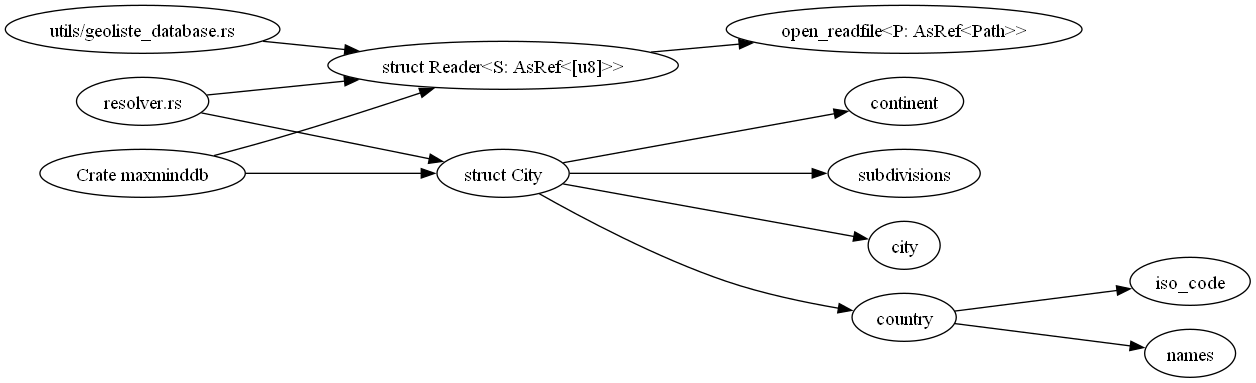 utils/geoliste_database.rs
open_readfile<P: AsRef<Path>>
struct Reader<S: AsRef<[u8]>>
resolver.rs
continent
Crate maxminddb
struct City
subdivisions
city
iso_code
country
names